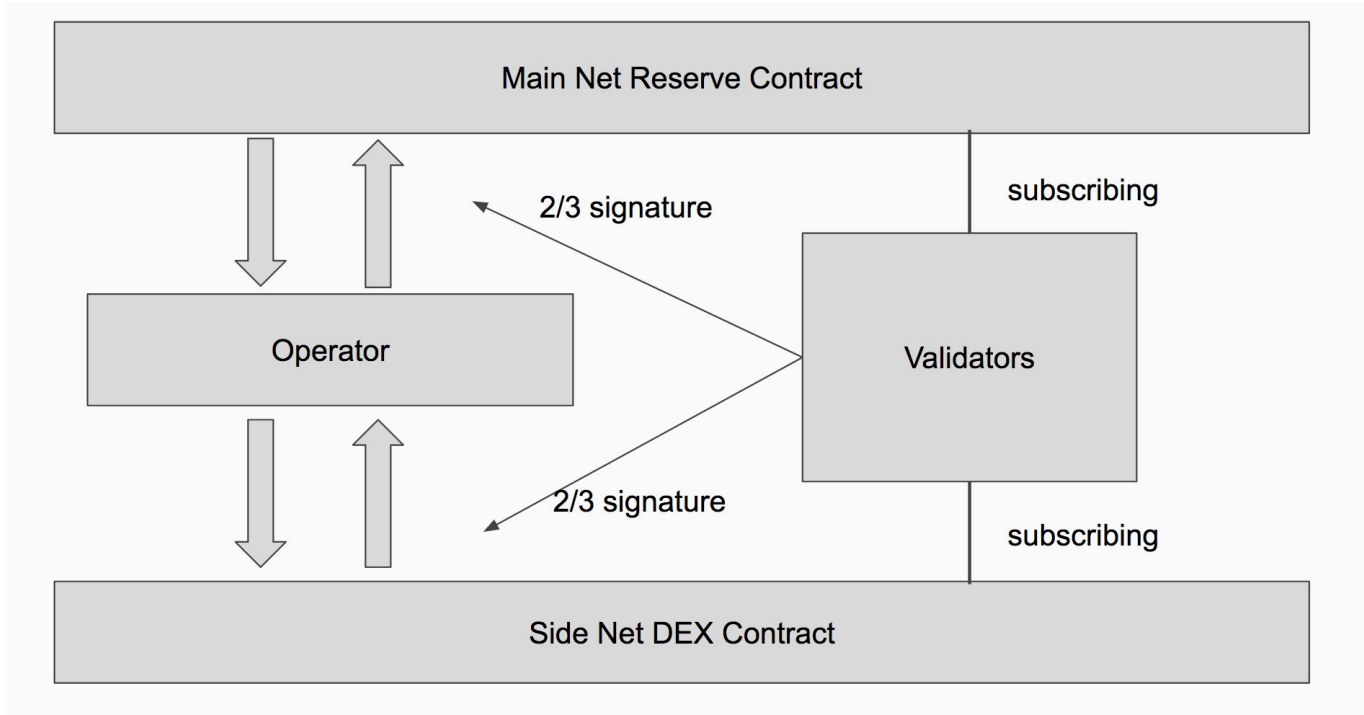 Main Net Reserve Contract
subscribing
2/3 signature
Operator
Validators
2/3 signature
subscribing
Side Net DEX Contract